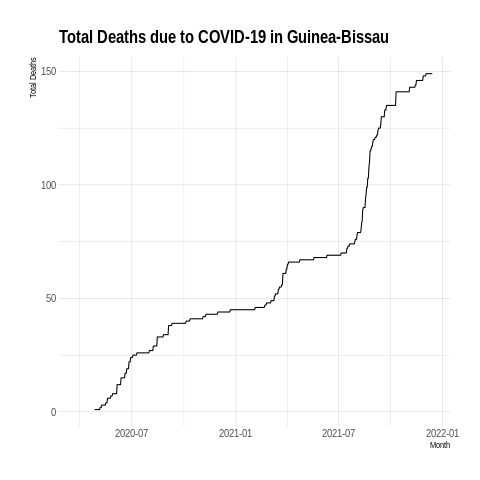 Total Deaths due to COVID-19 in Guinea-Bissau
Total Deaths
150
100
50
0
2020-07 2021-01 2021-07 2022-01
Month